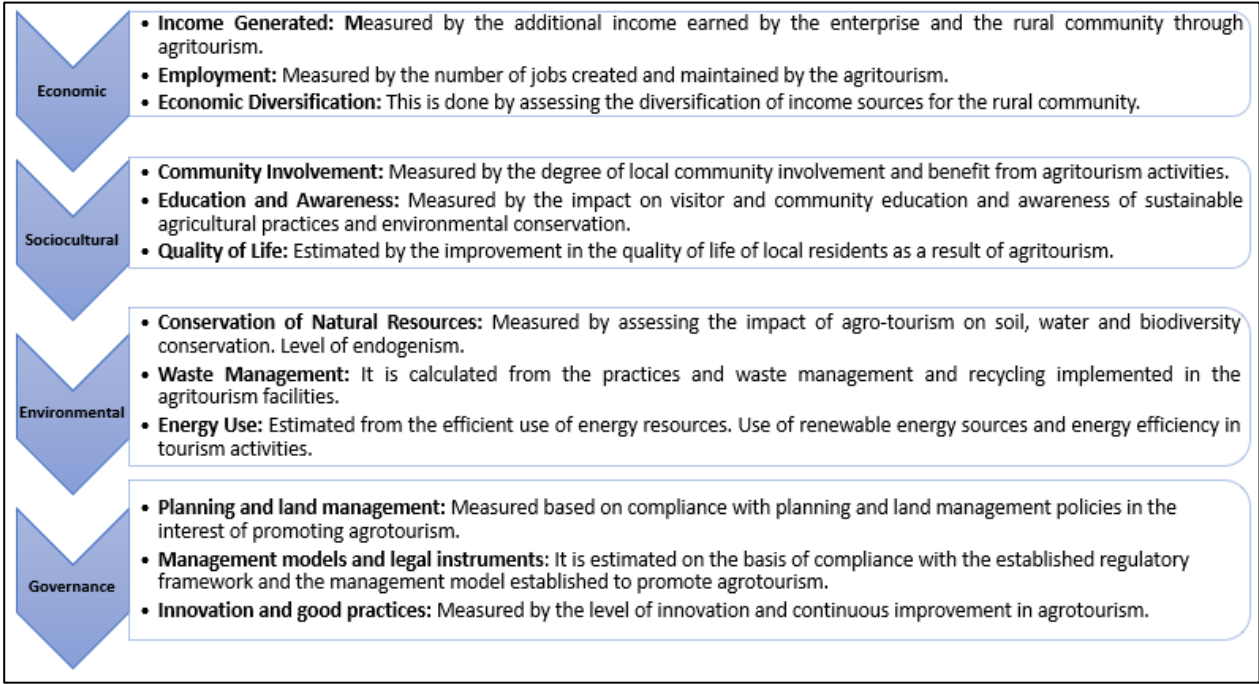 Economic
• Income Generated: Measured by the additional income earned by the enterprise and the rural community through
agritourism.
• Employment: Measured by the number of jobs created and maintained by the agritourism.
• Economic Diversification: This is done by assessing the diversification of income sources for the rural community.
Sociocultural
• Community Involvement: Measured by the degree of local community involvement and benefit from agritourism activities.
• Education and Awareness: Measured by the impact on visitor and community education and awareness of sustainable
agricultural practices and environmental conservation.
• Quality of Life: Estimated by the improvement in the quality of life of local residents as a result of agritourism.
Environmental
• Conservation of Natural Resources: Measured by assessing the impact of agro-tourism on soil, water and biodiversity
conservation. Level of endogenism.
• Waste Management: It is calculated from the practices and waste management and recycling implemented in the
agritourism facilities.
• Energy Use: Estimated from the efficient use of energy resources. Use of renewable energy sources and energy efficiency in
tourism activities.
Governance
• Planning and land management: Measured based on compliance with planning and land management policies in the
interest of promoting agrotourism.
• Management models and legal instruments: It is estimated on the basis of compliance with the established regulatory
framework and the management model established to promote agrotourism.
• Innovation and good practices: Measured by the level of innovation and continuous improvement in agrotourism.